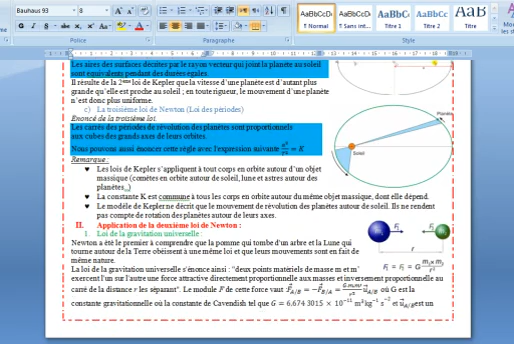 Bauhaus 93
8
G I S abc x, x² Aa A
Police
Paragraphe
AaBbCcDc
AaBbCcDc
AaBbC
AaBbCc
AaB
¶ Normal
¶ Sans int...
Titre 1
Titre 2
Titre
Style
Les aires des surfaces décrites par le rayon vecteur qui joint la planète au soleil
sont équivalents pendant des durées égales
Il résulte de la 2ème loi de Kepler que la vitesse d'une planète est d'autant plus
grande qu'elle est proche au soleil ; en toute rigueur, le mouvement d'une planète
n'est donc plus uniforme.
c) La troisième loi de Newton (Loi des périodes)
Enoncé de la troisième lot
Les carrés des périodes de révolution des planètes sont proportionnels
aux cubes des grands axes de leurs orbites.
Nous pouvons aussi énoncer cette règle avec l'expression suivante a³/T² = K
Planète
Soleil
Remarque :
♥ Les lois de Kepler s'appliquent à tout corps en orbite autour d'un objet
massique (comètes en orbite autour de soleil, lune et astres autour des
planètes,,)
♥ La constante K est commune à tous les corps en orbite autour du même objet massique, dont elle depend.
♥ Le modèle de Kepler ne décrit que le mouvement de révolution des planètes autour de soleil. Ils ne rendent
pas compte de rotation des planètes autour de leurs axes.
II. Application de la deuxième loi de Newton :
1. Loi de la gravitation universelle :
Newton a été le premier à comprendre que la pomme qui tombe d'un arbre et la Lune qui
tourne autour de la Terre obéissent à une même loi et que leurs mouvements sont en fait de
même nature.
m₁ F₁ F₂ m₂
r
F₁ = F₂ = G m₁ × m₂ / r²
La loi de la gravitation universelle s'énonce ainsi : "deux points matériels de masse m et m'
exercent l'un sur l'autre une force attractive directement proportionnelle aux masses et inversement proportionnelle au
carré de la distance r les séparant". Le module F de cette force vaut F⃗A/B = −F⃗B/A = où G est la
constante gravitationnelle où la constante de Cavendish tel que G = 6.674 3015 × 10⁻¹¹ m³kg⁻¹ s⁻² et u⃗A/B est un